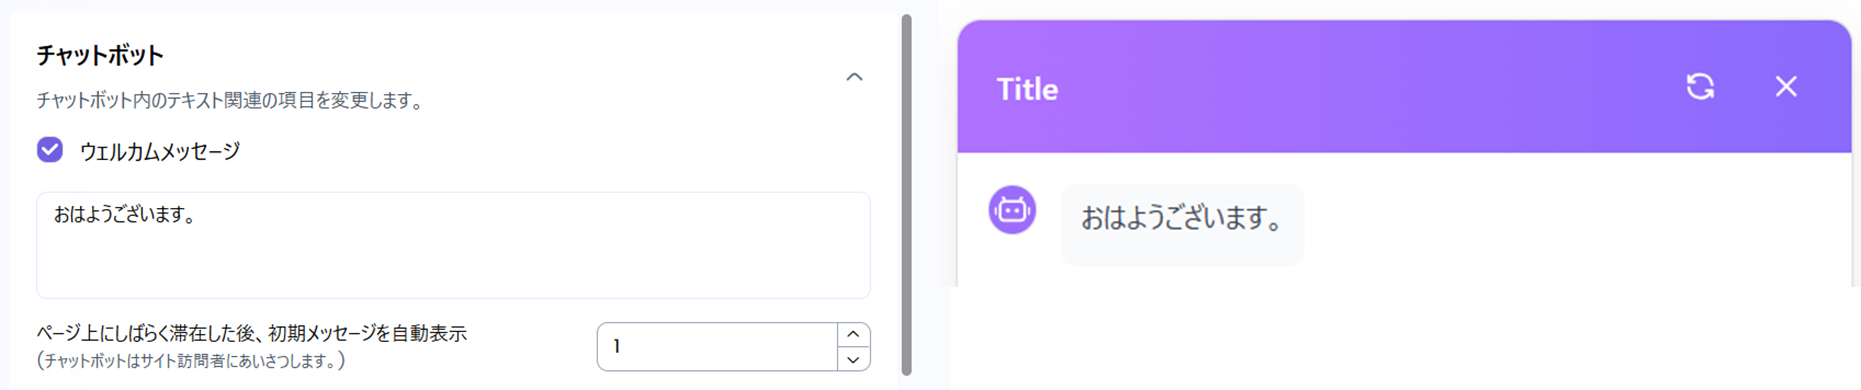 チャットボット
チャットボット内のテキスト関連の項目を変更します。
ウェルカムメッセージ
おはようございます。
ページ上にしばらく滞在した後、初期メッセージを自動表示
(チャットボットはサイト訪問者にあいさつします。)
1
Title
おはようございます。